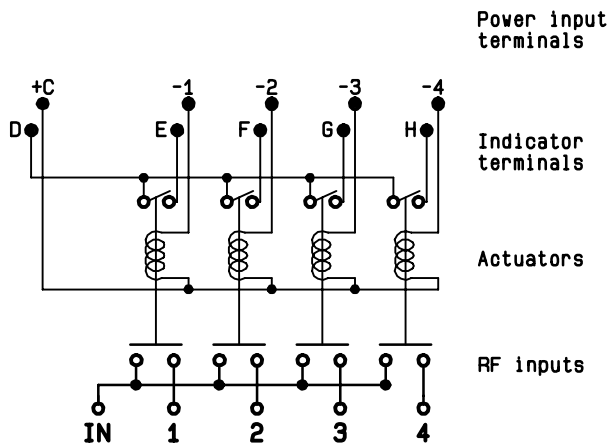 Power input
terminals
+C -1 -2 -3 -4
D E F G H
Indicator
terminals
Actuators
RF inputs
IN 1 2 3 4